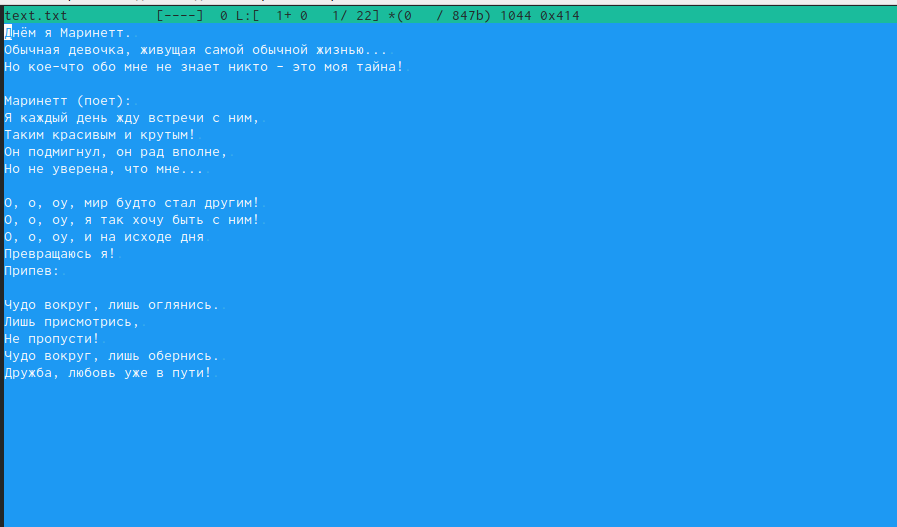 text.txt [----] 0 L:[ 1+ 0 1/ 22] *(0 / 847b) 1044 0x414
Днём я Маринетт.
Обычная девочка, живущая самой обычной жизнью...
Но кое-что обо мне не знает никто – это моя тайна!

Маринетт (поет):
Я каждый день жду встречи с ним,
Таким красивым и крутым!
Он подмигнул, он рад вполне,
Но не уверена, что мне...

О, о, оу, мир будто стал другим!
О, о, оу, я так хочу быть с ним!
О, о, оу, и на исходе дня
Превращаюсь я!
Припев:

Чудо вокруг, лишь оглянись.
Лишь присмотрись,
Не пропусти!
Чудо вокруг, лишь обернись.
Дружба, любовь уже в пути!